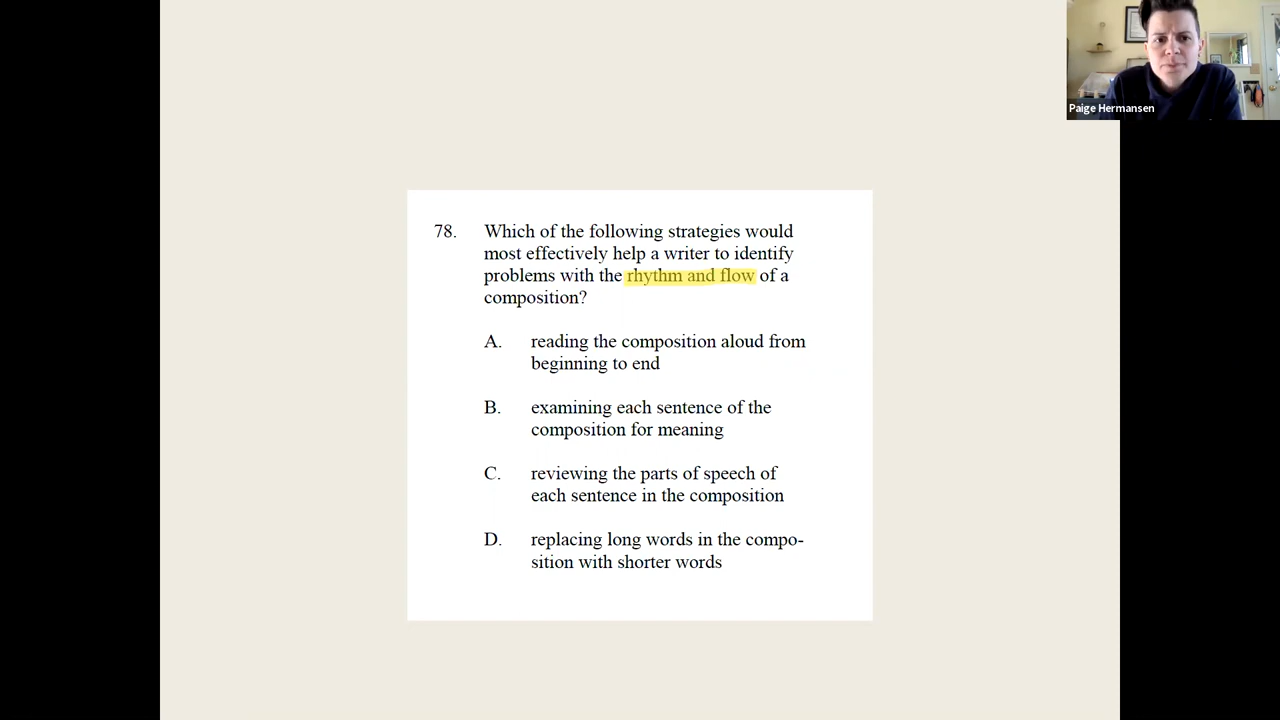 Paige Hermansen
78. Which of the following strategies would
most effectively help a writer to identify
problems with the rhythm and flow of a
composition?
A. reading the composition aloud from
beginning to end
B. examining each sentence of the
composition for meaning
C. reviewing the parts of speech of
each sentence in the composition
D. replacing long words in the compo-
sition with shorter words